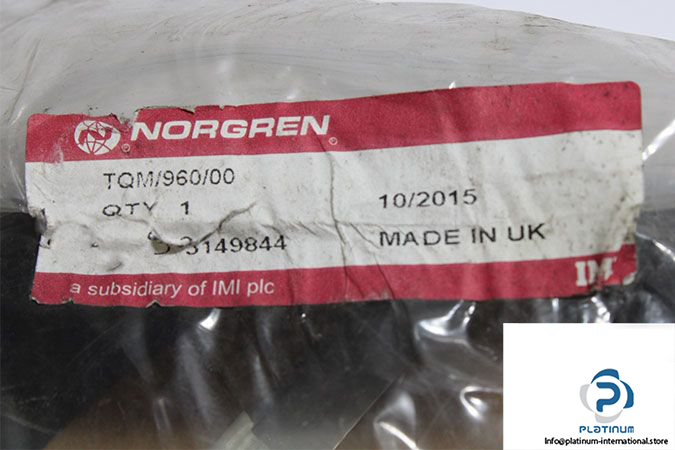 NORGREN
TQM/960/00
QTY 1
10/2015
3149844
MADE IN UK
a subsidiary of IMI plc
IMI
PLATINUM
Info@platinum-international.store